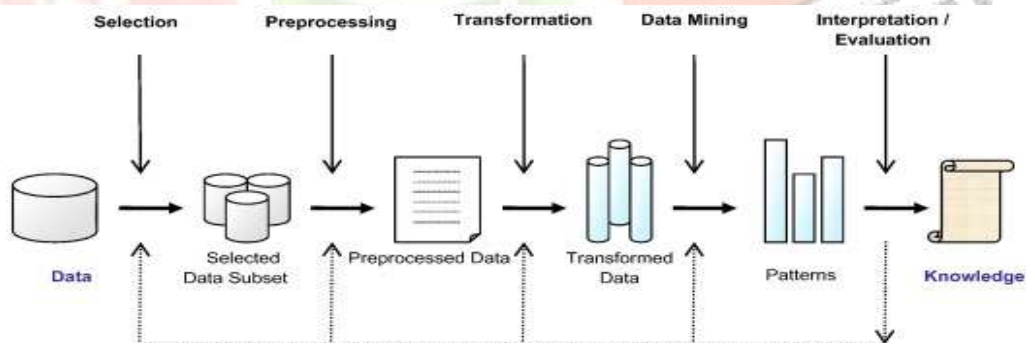 Selection
Preprocessing
Transformation
Data Mining
Interpretation /
Evaluation
Data
Selected
Data Subset
Preprocessed Data
Transformed
Data
Patterns
Knowledge